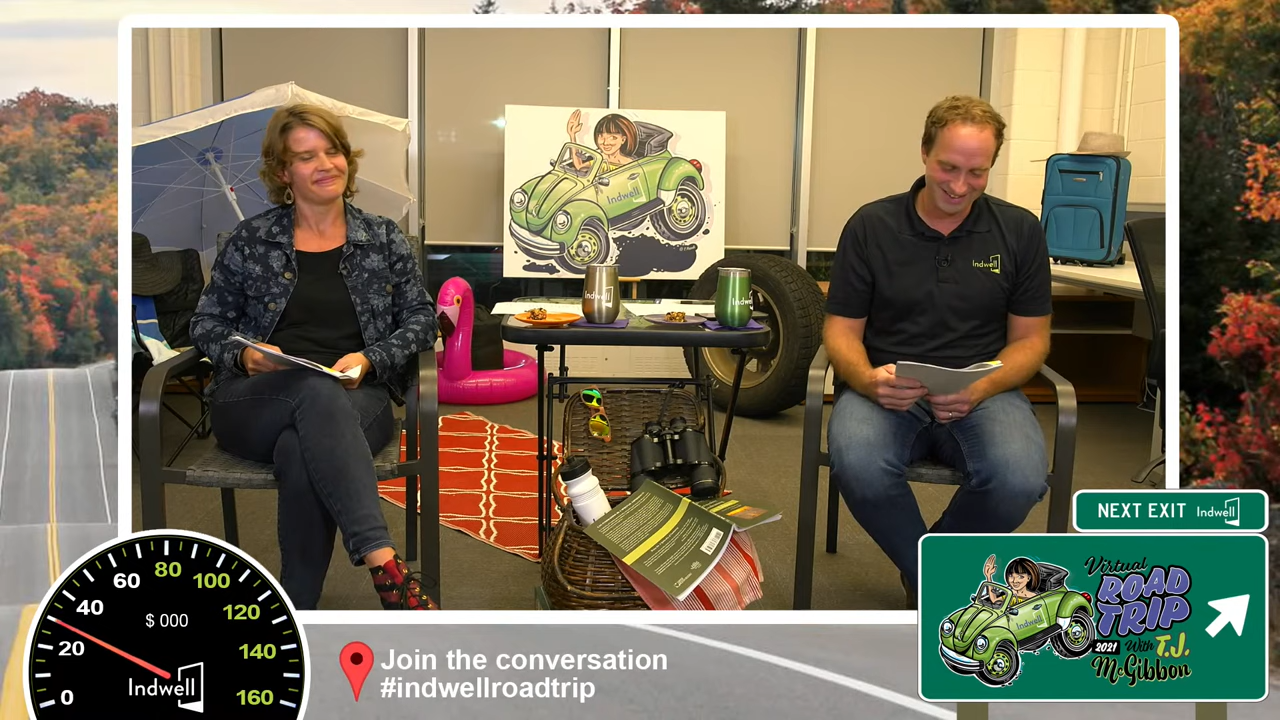 Indwell
Indwell
Indwell
Indwell
NEXT EXIT Indwell
Virtual
ROAD
TRIP
2021 With T.J.
McGibbon
Indwell
0
20
40
60
80
100
120
140
160
$ 000
Indwell
Join the conversation
#indwellroadtrip